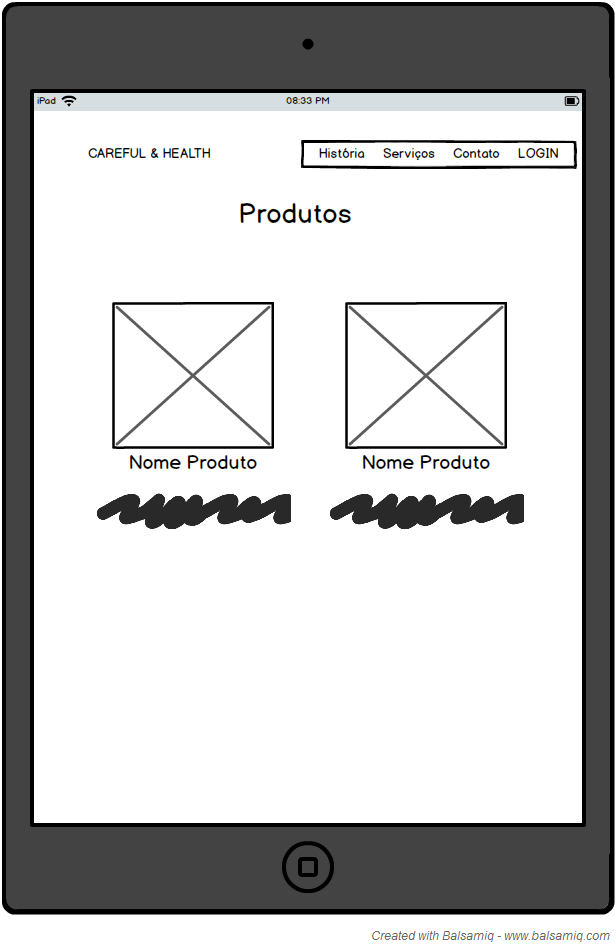 iPad 08:33 PM
CAREFUL & HEALTH História Serviços Contato LOGIN
Produtos
Nome Produto Nome Produto
Created with Balsamiq - www.balsamiq.com